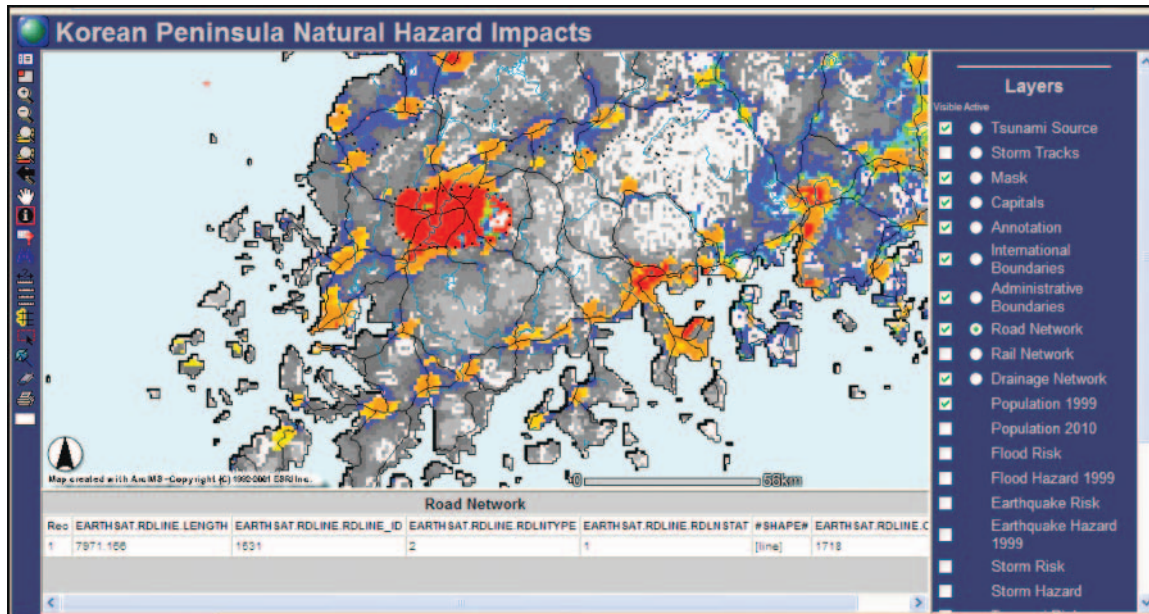 Korean Peninsula Natural Hazard Impacts
Map created with ArcIMS - Copyright (C) 1992-2001 ESRI Inc.
0 55km
Layers
Visible Active
Tsunami Source
Storm Tracks
Mask
Capitals
Annotation
International
Boundaries
Administrative
Boundaries
Road Network
Rail Network
Drainage Network
Population 1999
Population 2010
Flood Risk
Flood Hazard 1999
Earthquake Risk
Earthquake Hazard
1999
Storm Risk
Storm Hazard
Road Network
Rec EARTHSAT.RDLINE.LENGTH EARTHSAT.RDLINE.RDLINE_ID EARTHSAT.RDLINE.RDLNTYPE EARTHSAT.RDLINE.RDLNSTAT #SHAPE# EARTHSAT.RDLINE.C
1 7971.156 1631 2 1 [line] 1718